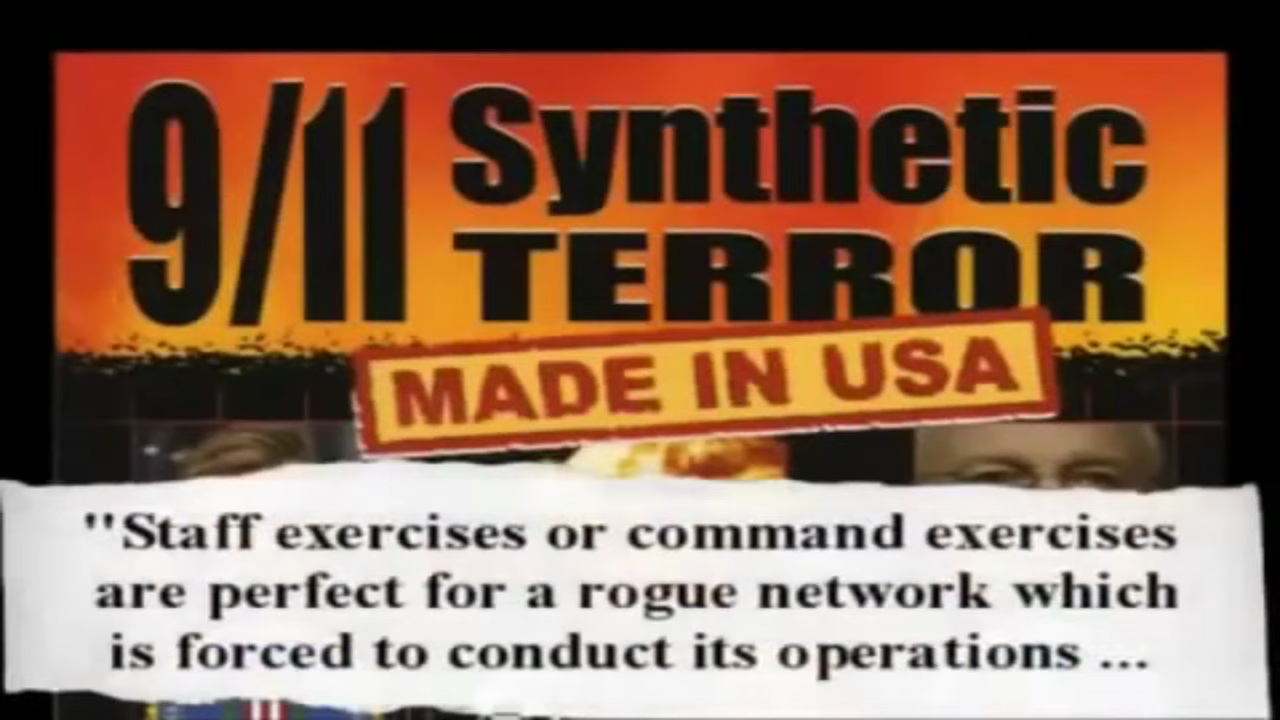 9/11 Synthetic
TERROR
MADE IN USA
"Staff exercises or command exercises
are perfect for a rogue network which
is forced to conduct its operations ...